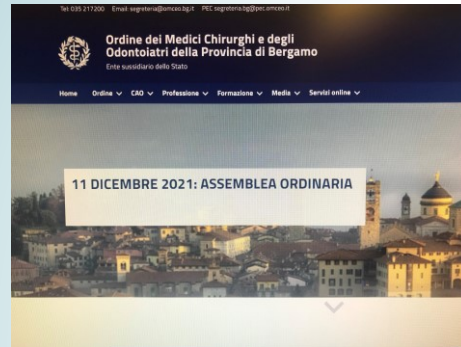 Tel: 035 217200 Email: segreteria@omceo.bg.it PEC segreteria.bg@pec.omceo.it
Ordine dei Medici Chirurghi e degli
Odontoiatri della Provincia di Bergamo
Ente sussidiario dello Stato
Home Ordine CAO Professione Formazione Media Servizi online
11 DICEMBRE 2021: ASSEMBLEA ORDINARIA